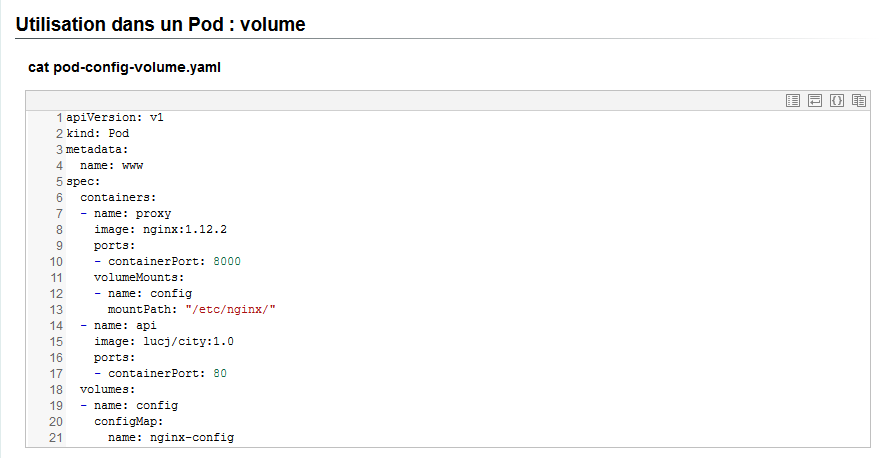 Utilisation dans un Pod : volume
cat pod-config-volume.yaml
1 apiVersion: v1
2 kind: Pod
3 metadata:
4   name: www
5 spec:
6   containers:
7   - name: proxy
8     image: nginx:1.12.2
9     ports:
10     - containerPort: 8000
11     volumeMounts:
12     - name: config
13       mountPath: "/etc/nginx/"
14   - name: api
15     image: lucj/city:1.0
16     ports:
17     - containerPort: 80
18   volumes:
19   - name: config
20     configMap:
21       name: nginx-config